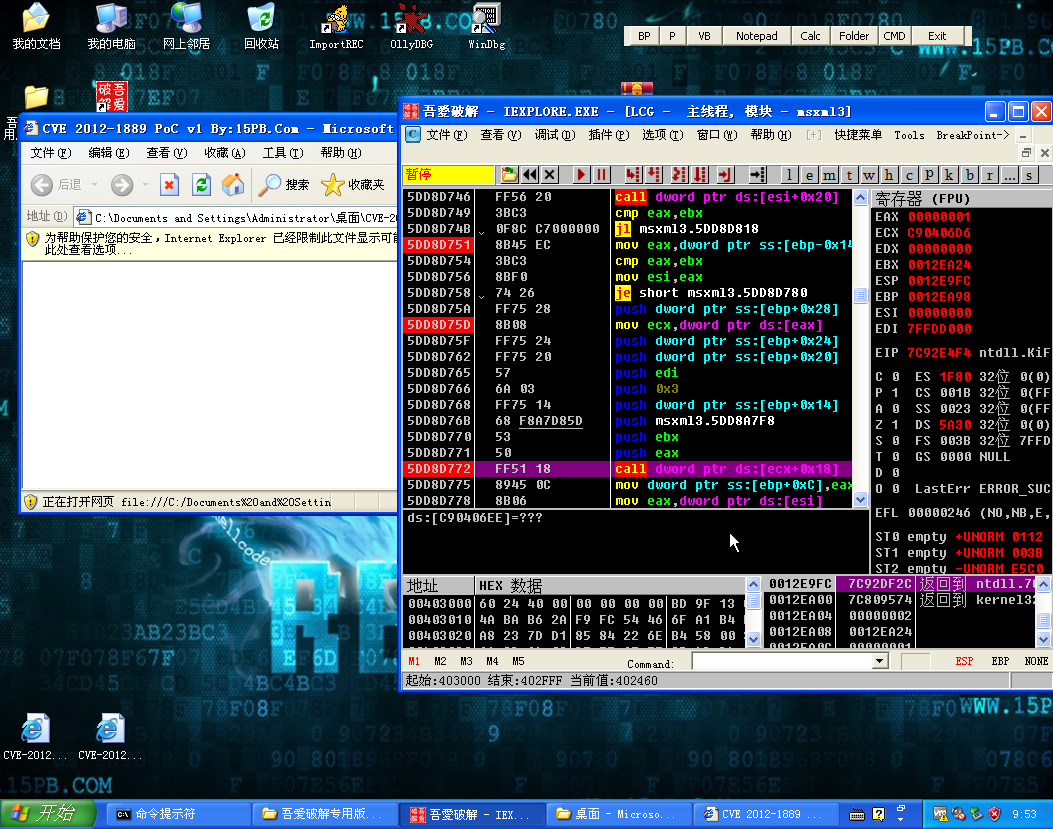 我的文档
我的电脑
网上邻居
回收站
ImportREC
OllyDBG
WinDbg
BP P VB Notepad Calc Folder CMD Exit
WWW.15PB.COM
破解 吾爱
CVE 2012-1889 PoC v1 By:15PB.Com - Microsoft
文件(F) 编辑(E) 查看(V) 收藏(A) 工具(T) 帮助(H)
后退 搜索 收藏夹
地址(D) C:\Documents and Settings\Administrator\桌面\CVE-20
为帮助保护您的安全，Internet Explorer 已经限制此文件显示可能
此处查看选项...
正在打开网页 file:///C:/Documents%20and%20Settin
吾爱破解 - IEXPLORE.EXE - [LCG - 主线程, 模块 - msxml3]
文件(F) 查看(V) 调试(D) 插件(P) 选项(T) 窗口(W) 帮助(H) [+] 快捷菜单 Tools BreakPoint->
暂停 l e m t w h c P k b r ... s
5DD8D746 FF56 20 call dword ptr ds:[esi+0x20]
5DD8D749 3BC3 cmp eax,ebx
5DD8D74B 0F8C C7000000 jl msxml3.5DD8D818
5DD8D751 8B45 EC mov eax,dword ptr ss:[ebp-0x14
5DD8D754 3BC3 cmp eax,ebx
5DD8D756 8BF0 mov esi,eax
5DD8D758 74 26 je short msxml3.5DD8D780
5DD8D75A FF75 28 push dword ptr ss:[ebp+0x28]
5DD8D75D 8B08 mov ecx,dword ptr ds:[eax]
5DD8D75F FF75 24 push dword ptr ss:[ebp+0x24]
5DD8D762 FF75 20 push dword ptr ss:[ebp+0x20]
5DD8D765 57 push edi
5DD8D766 6A 03 push 0x3
5DD8D768 FF75 14 push dword ptr ss:[ebp+0x14]
5DD8D76B 68 F8A7D85D push msxml3.5DD8A7F8
5DD8D770 53 push ebx
5DD8D771 50 push eax
5DD8D772 FF51 18 call dword ptr ds:[ecx+0x18]
5DD8D775 8945 0C mov dword ptr ss:[ebp+0xC],eax
5DD8D778 8B06 mov eax,dword ptr ds:[esi]
ds:[C90406EE]=???
寄存器 (FPU)
EAX 00000001
ECX C90406D6
EDX 00000000
EBX 0012EA24
ESP 0012E9FC
EBP 0012EA98
ESI 00000000
EDI 7FFDD000
EIP 7C92E4F4 ntdll.KiF
C 0 ES 1F80 32位 0(0)
P 1 CS 001B 32位 0(FF
A 0 SS 0023 32位 0(FF
Z 1 DS 5A30 32位 0(0)
S 0 FS 003B 32位 7FFD
T 0 GS 0000 NULL
D 0
O 0 LastErr ERROR_SUC
EFL 00000246 (NO,NB,E,
ST0 empty +UNORM 0112
ST1 empty +UNORM 003B
ST2 empty -UNORM E5C0
地址 HEX 数据
00403000 60 24 40 00 00 00 00 00 BD 9F 13
00403010 4A BA B6 2A F9 FC 54 46 6F A1 B4
00403020 A8 23 7D D1 85 84 22 6E B4 58 00
0012E9FC 7C92DF2C 返回到 ntdll.7C
0012EA00 7C809574 返回到 kernel32
0012EA04 00000002
0012EA08 0012EA24
0012EA0C 00000001
M1 M2 M3 M4 M5 Command: ESP EBP NONE
起始:403000 结束:402FFF 当前值:402460
WWW.15P
CVE-2012...
CVE-2012...
.15PB.COM
开始
命令提示符
吾爱破解专用版...
吾爱破解 - IEX...
桌面 - Microso...
CVE 2012-1889 ...
9:53